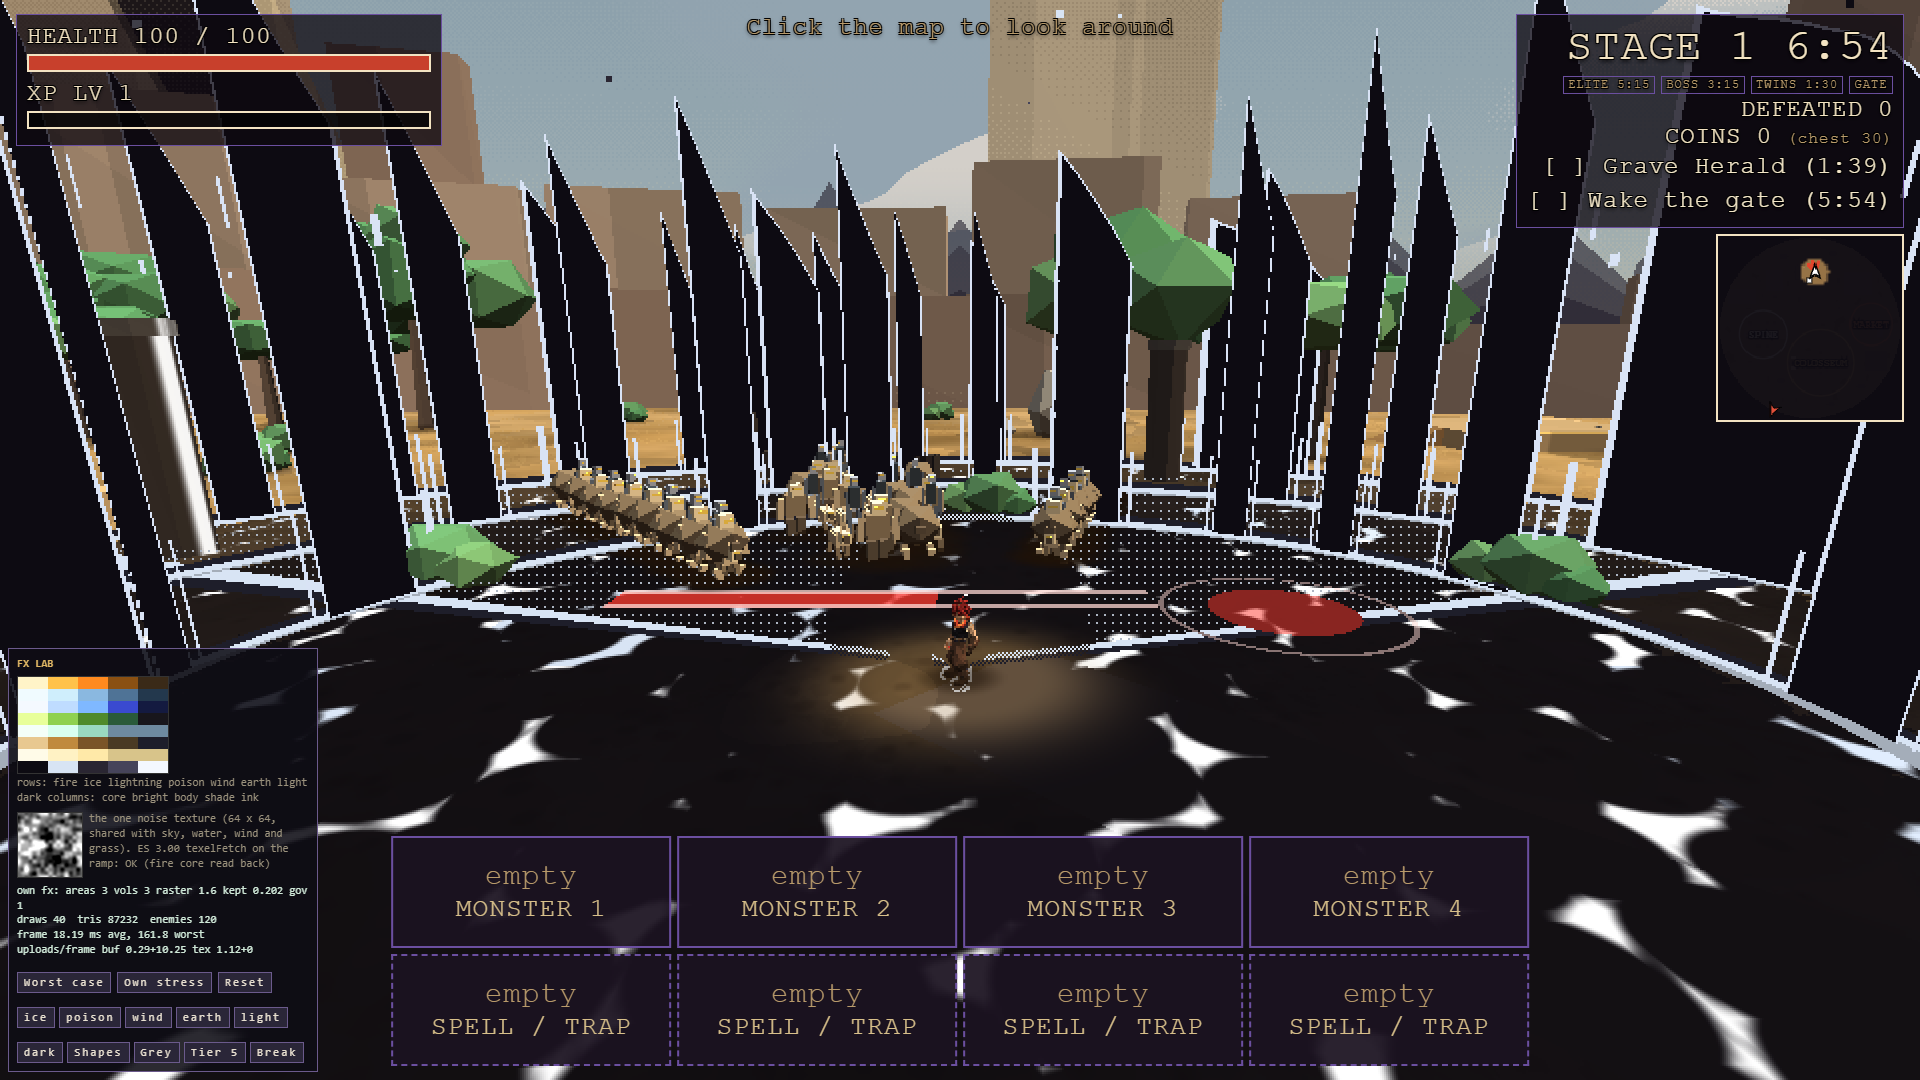 HEALTH 100 / 100
XP LV 1
Click the map to look around
STAGE 1 6:54
ELITE 5:15 BOSS 3:15 TWINS 1:30 GATE
DEFEATED 0
COINS 0 (chest 30)
[ ] Grave Herald (1:39)
[ ] Wake the gate (5:54)
FX LAB
rows: fire ice lightning poison wind earth light
dark columns: core bright body shade ink
the one noise texture (64 x 64,
shared with sky, water, wind and
grass). ES 3.00 texelFetch on the
ramp: OK (fire core read back)
own fx: areas 3 vols 3 raster 1.6 kept 0.202 gov
1
draws 40 tris 87232 enemies 120
frame 18.19 ms avg, 161.8 worst
uploads/frame buf 0.29+10.25 tex 1.12+0
Worst case Own stress Reset
ice poison wind earth light
dark Shapes Grey Tier 5 Break
empty empty empty empty
MONSTER 1 MONSTER 2 MONSTER 3 MONSTER 4
empty empty empty empty
SPELL / TRAP SPELL / TRAP SPELL / TRAP SPELL / TRAP